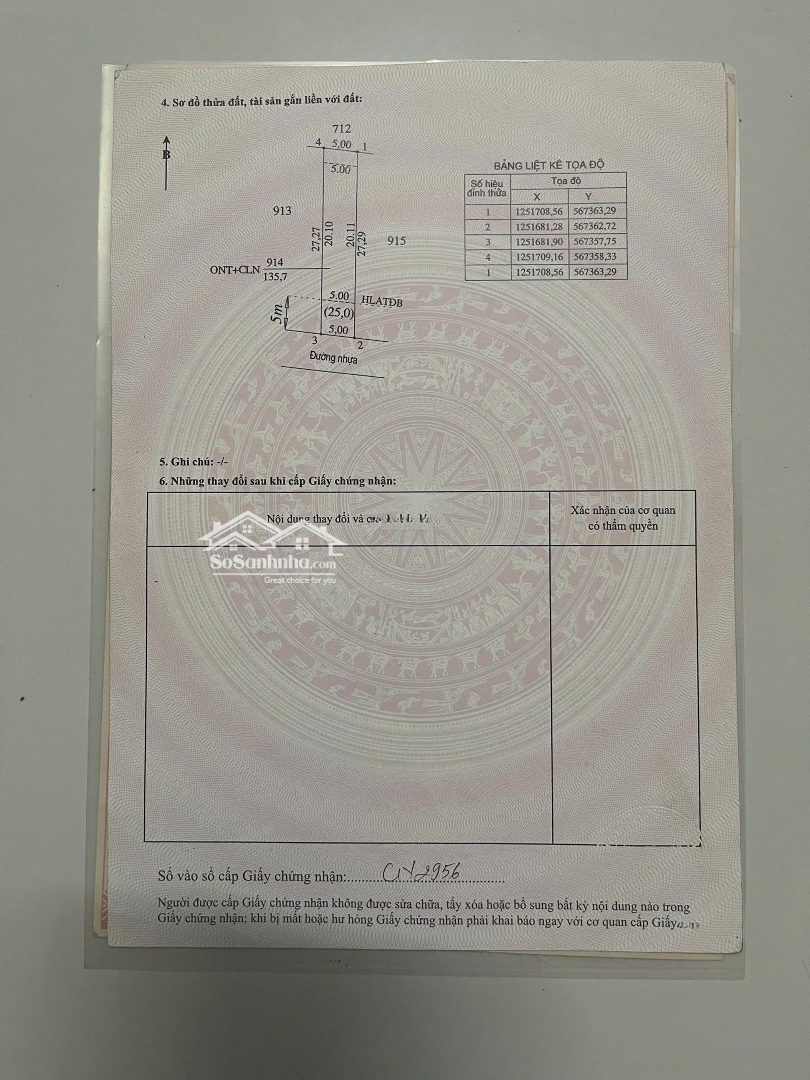 4. Sơ đồ thửa đất, tài sản gắn liền với đất:
B
712
4 5,00 1
5.00
913
27,27
20.10
20.11
27,29
915
ONT+CLN 914
135,7
5.00 HLATĐB
5m
(25,0)
5,00
3 2
Đường nhựa
BẢNG LIỆT KÊ TỌA ĐỘ
Số hiệu đỉnh thửa Tọa độ
X Y
1 1251708,56 567363,29
2 1251681,28 567362,72
3 1251681,90 567357,75
4 1251709,16 567358,33
1 1251708,56 567363,29
5. Ghi chú: -/-
6. Những thay đổi sau khi cấp Giấy chứng nhận:
Nội dung thay đổi và
Xác nhận của cơ quan
có thẩm quyền
SoSanhnha.com
Great choice for you
Số vào sổ cấp Giấy chứng nhận:
Người được cấp Giấy chứng nhận không được sửa chữa, tẩy xóa hoặc bổ sung bất kỳ nội dung nào trong
Giấy chứng nhận; khi bị mất hoặc hư hỏng Giấy chứng nhận phải khai báo ngay với cơ quan cấp Giấy